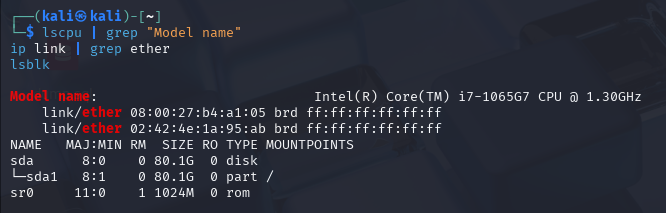 ┌──(kali㉿kali)-[~]
└─$ lscpu | grep "Model name"
ip link | grep ether
lsblk
Model name:                           Intel(R) Core(TM) i7-1065G7 CPU @ 1.30GHz
    link/ether 08:00:27:b4:a1:05 brd ff:ff:ff:ff:ff:ff
    link/ether 02:42:4e:1a:95:ab brd ff:ff:ff:ff:ff:ff
NAME   MAJ:MIN RM  SIZE RO TYPE MOUNTPOINTS
sda      8:0    0 80.1G  0 disk
└─sda1   8:1    0 80.1G  0 part /
sr0     11:0    1 1024M  0 rom